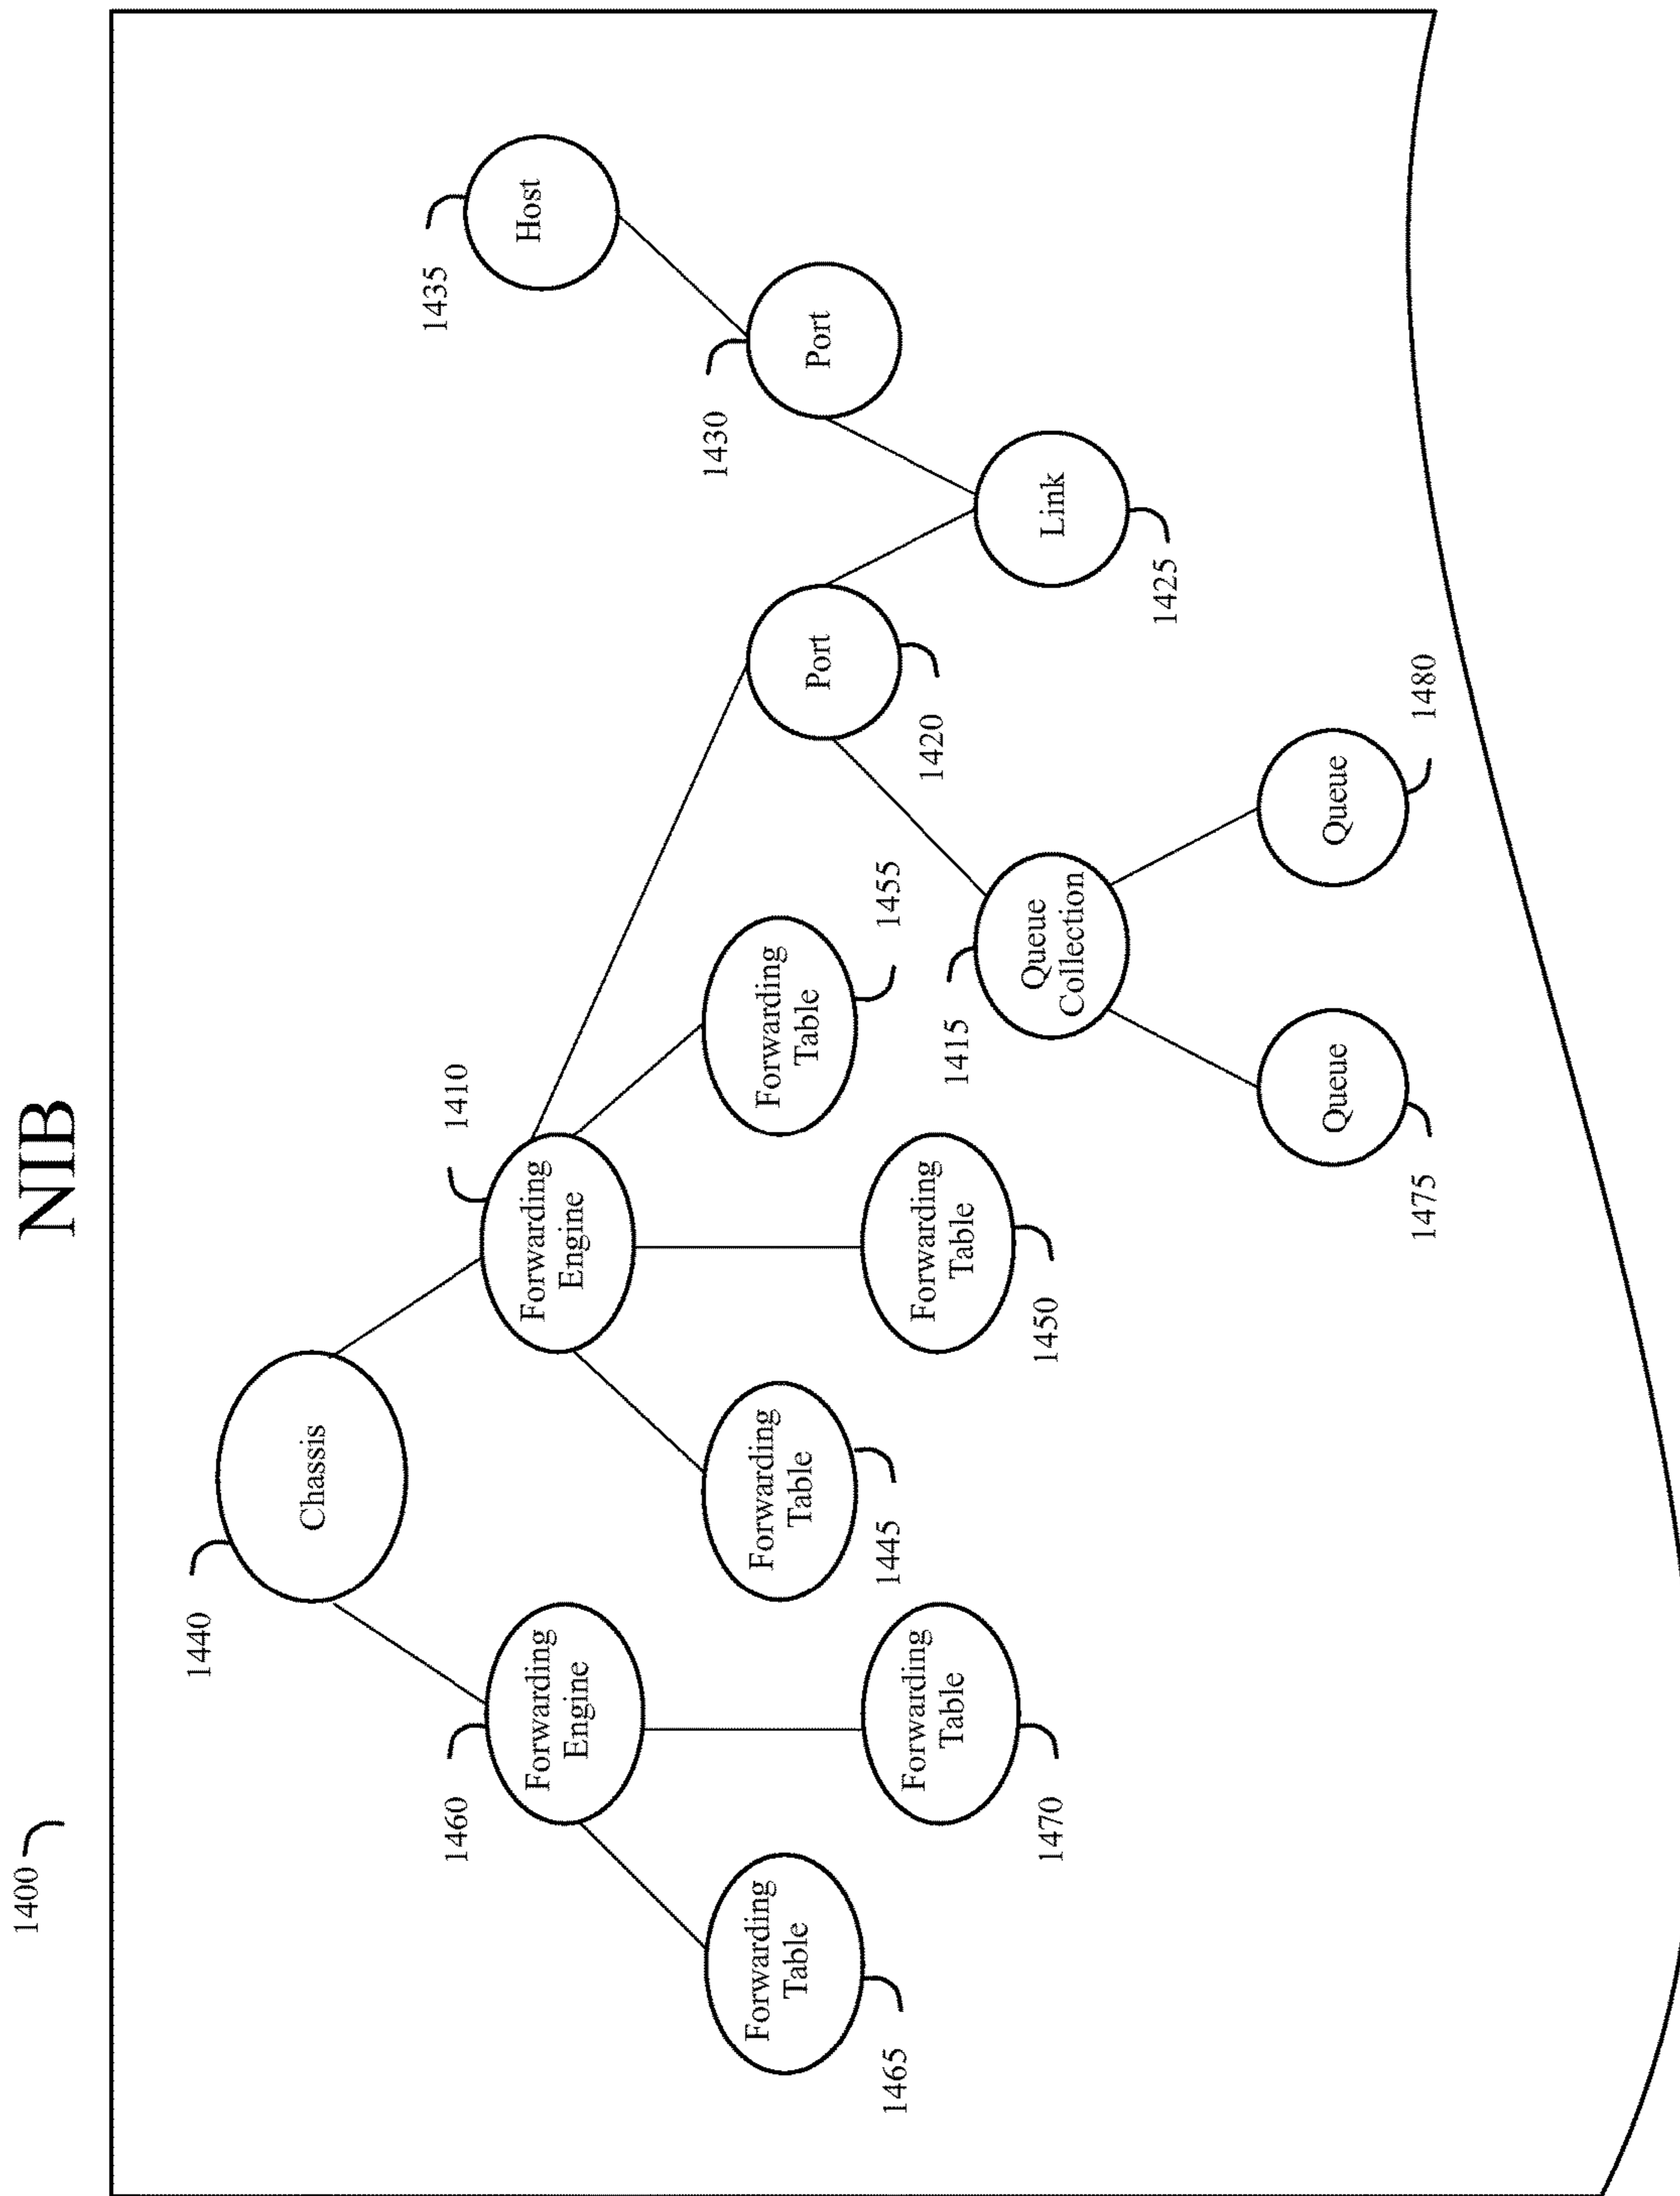 1400
NIB
1440
Chassis
1435
Host
1460
Forwarding
Engine
1410
Forwarding
Engine
1430
Port
1465
Forwarding
Table
1445
Forwarding
Table
1455
Forwarding
Table
Port
1420
1470
Forwarding
Table
1450
Forwarding
Table
1415
Queue
Collection
Link
1425
1475
Queue
Queue
1480